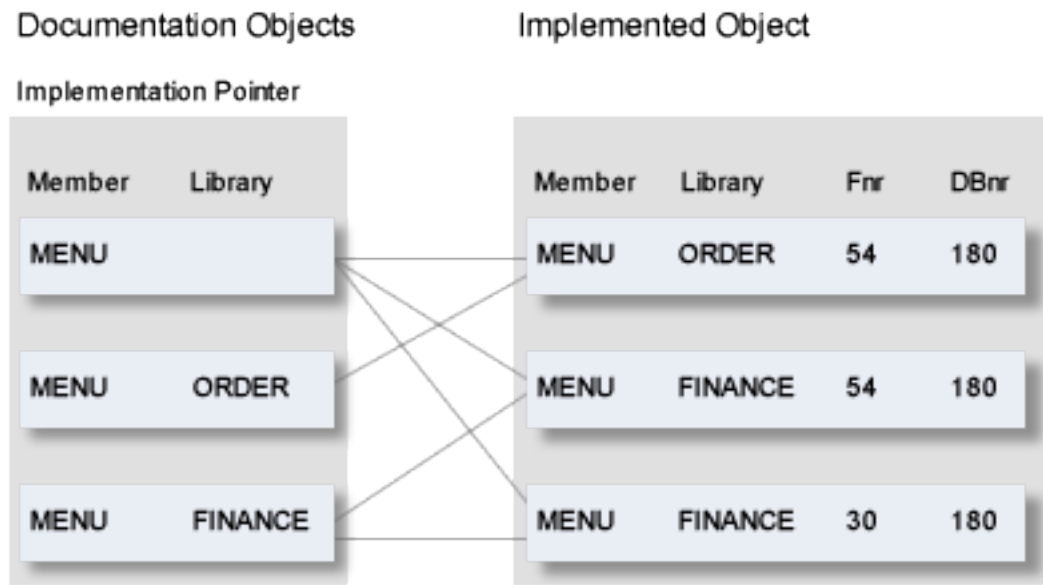 Documentation Objects
Implementation Pointer
Member Library
MENU
MENU ORDER
MENU FINANCE
Implemented Object
Member Library Fnr DBnr
MENU ORDER 54 180
MENU FINANCE 54 180
MENU FINANCE 30 180